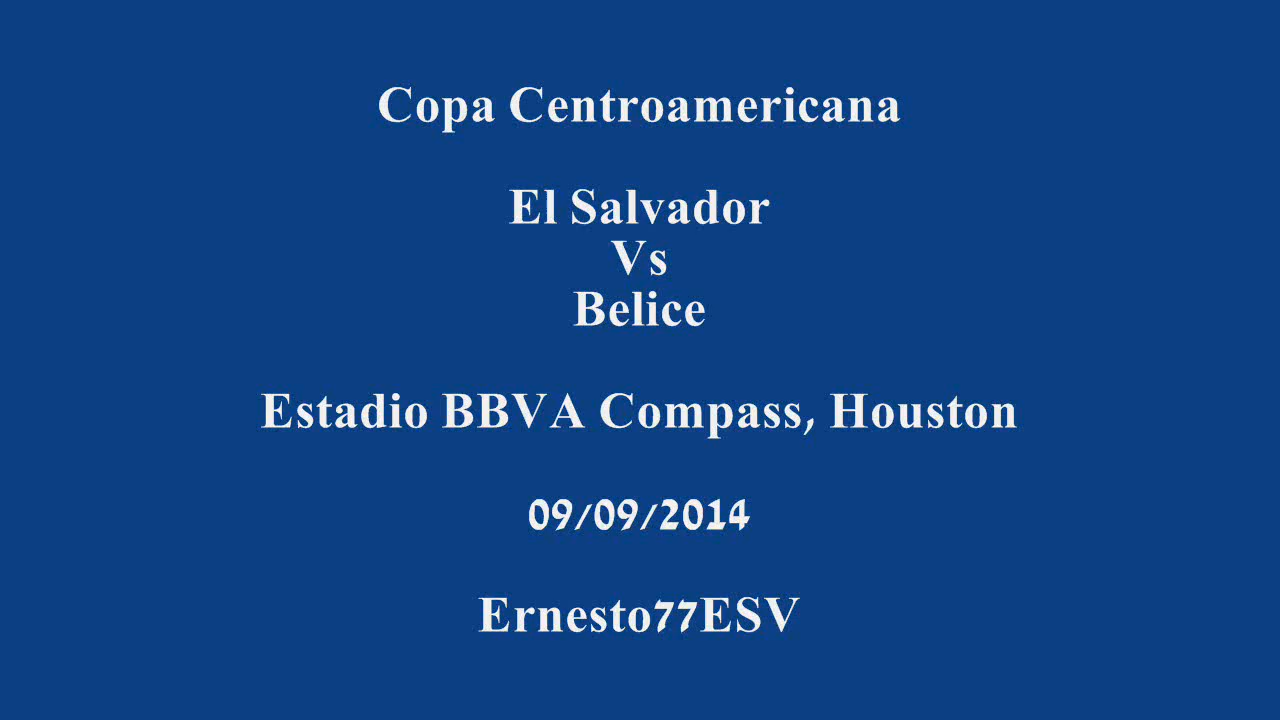 Copa Centroamericana
El Salvador
Vs
Belice
Estadio BBVA Compass, Houston
09/09/2014
Ernesto77ESV